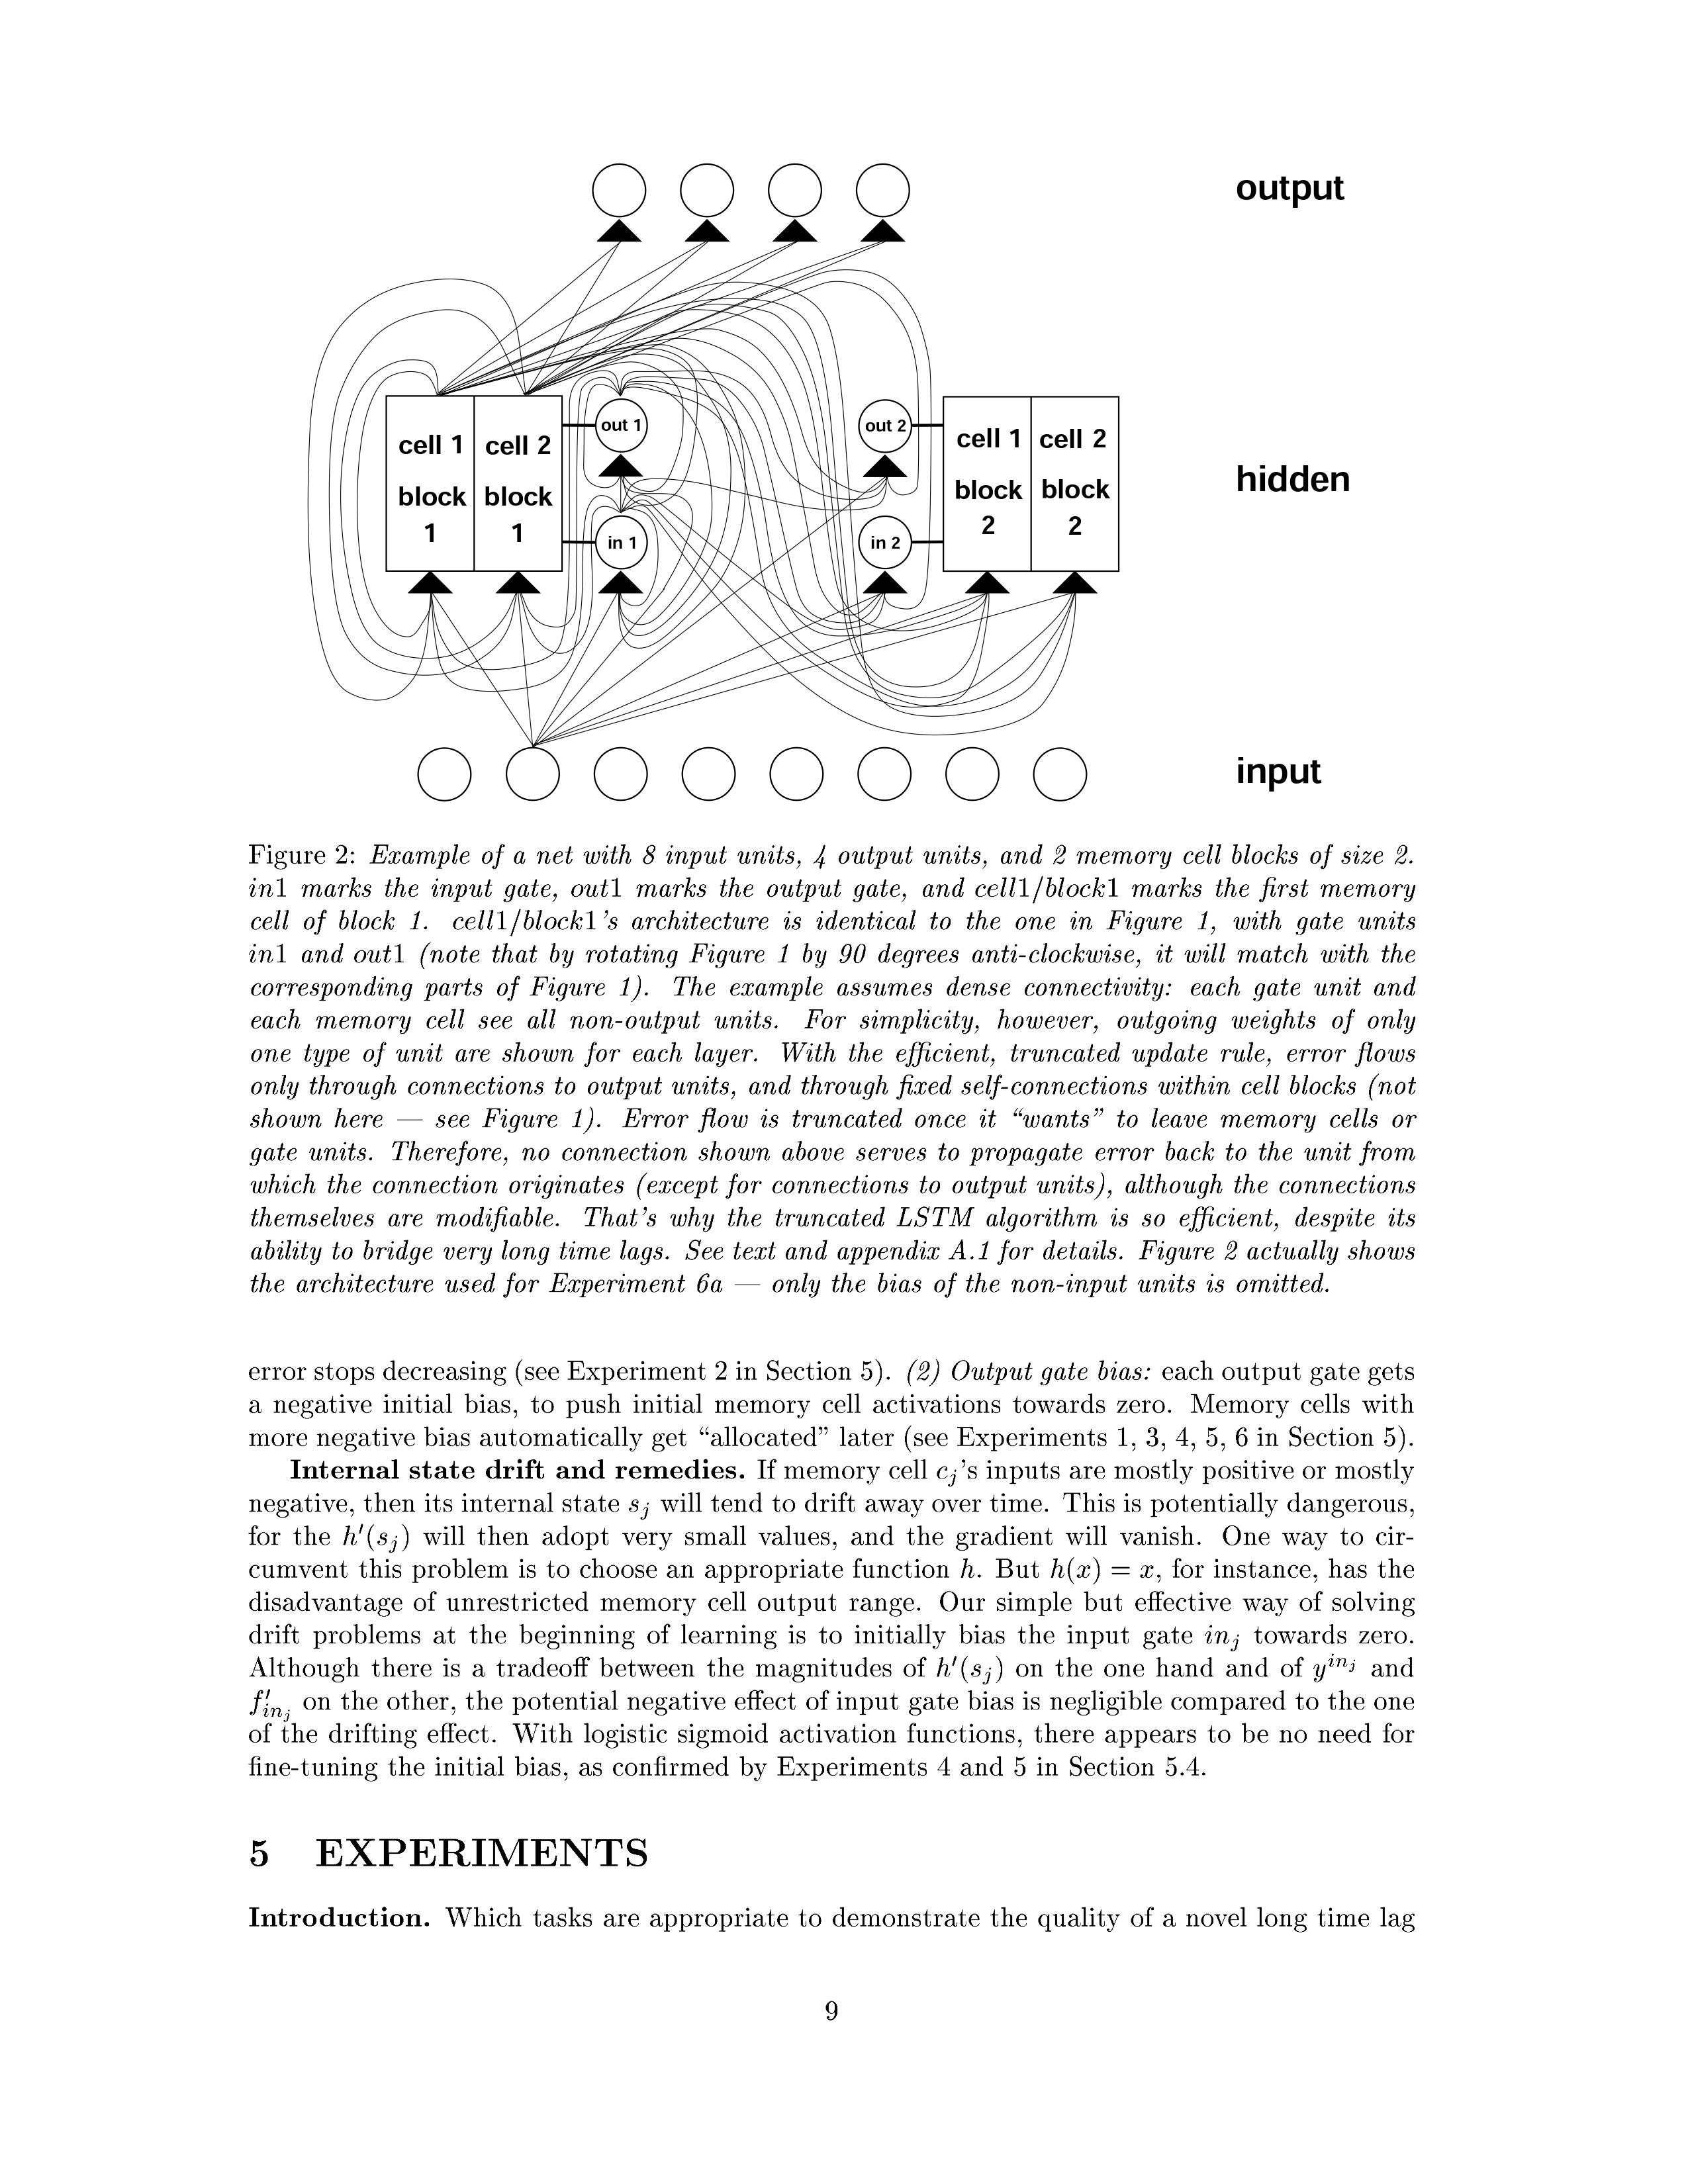 output
out 1
out 2
cell 1
cell 2
cell 1
cell 2
hidden
block
block
block
block
1
1
in 1
in 2
2
2
input
Figure 2: Example of a net with 8 input units, 4 output units, and 2 memory cell blocks of size 2.
in1 marks the input gate, out1 marks the output gate, and cell1/block1 marks the first memory
cell of block 1. cell1/block1's architecture is identical to the one in Figure 1, with gate units
in1 and out1 (note that by rotating Figure 1 by 90 degrees anti-clockwise, it will match with the
corresponding parts of Figure 1). The example assumes dense connectivity: each gate unit and
each memory cell see all non-output units. For simplicity, however, outgoing weights of only
one type of unit are shown for each layer. With the efficient, truncated update rule, error flows
only through connections to output units, and through fixed self-connections within cell blocks (not
shown here — see Figure 1). Error flow is truncated once it “wants” to leave memory cells or
gate units. Therefore, no connection shown above serves to propagate error back to the unit from
which the connection originates (except for connections to output units), although the connections
themselves are modifiable. That's why the truncated LSTM algorithm is so efficient, despite its
ability to bridge very long time lags. See text and appendix A.1 for details. Figure 2 actually shows
the architecture used for Experiment 6a — only the bias of the non-input units is omitted.
error stops decreasing (see Experiment 2 in Section 5). (2) Output gate bias: each output gate gets
a negative initial bias, to push initial memory cell activations towards zero. Memory cells with
more negative bias automatically get “allocated” later (see Experiments 1, 3, 4, 5, 6 in Section 5).
Internal state drift and remedies. If memory cell c_j's inputs are mostly positive or mostly
negative, then its internal state s_j will tend to drift away over time. This is potentially dangerous,
for the h′(s_j) will then adopt very small values, and the gradient will vanish. One way to cir-
cumvent this problem is to choose an appropriate function h. But h(x) = x, for instance, has the
disadvantage of unrestricted memory cell output range. Our simple but effective way of solving
drift problems at the beginning of learning is to initially bias the input gate in_j towards zero.
Although there is a tradeoff between the magnitudes of h′(s_j) on the one hand and of y^{in_j} and
f′_{in_j} on the other, the potential negative effect of input gate bias is negligible compared to the one
of the drifting effect. With logistic sigmoid activation functions, there appears to be no need for
fine-tuning the initial bias, as confirmed by Experiments 4 and 5 in Section 5.4.
5 EXPERIMENTS
Introduction. Which tasks are appropriate to demonstrate the quality of a novel long time lag
9